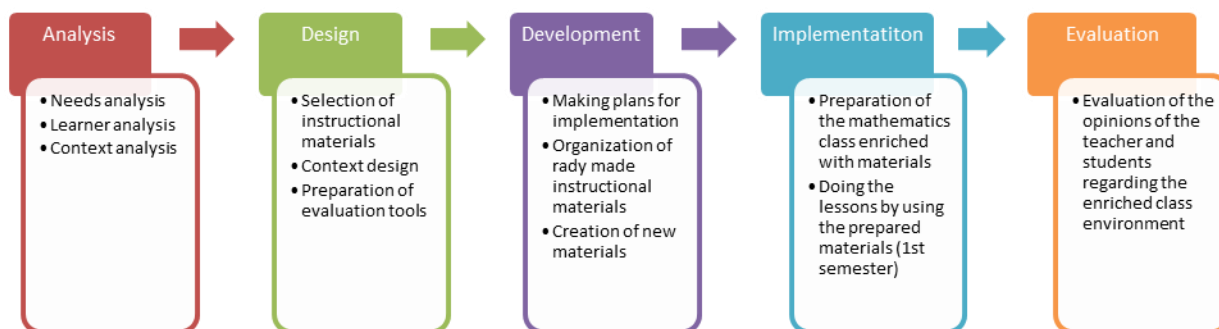 Analysis
• Needs analysis
• Learner analysis
• Context analysis
Design
• Selection of
instructional
materials
• Context design
• Preparation of
evaluation tools
Development
• Making plans for
implementation
• Organization of
rady made
instructional
materials
• Creation of new
materials
Implementatiton
• Preparation of
the mathematics
class enriched
with materials
• Doing the
lessons by using
the prepared
materials (1st
semester)
Evaluation
• Evaluation of the
opinions of the
teacher and
students
regarding the
enriched class
environment